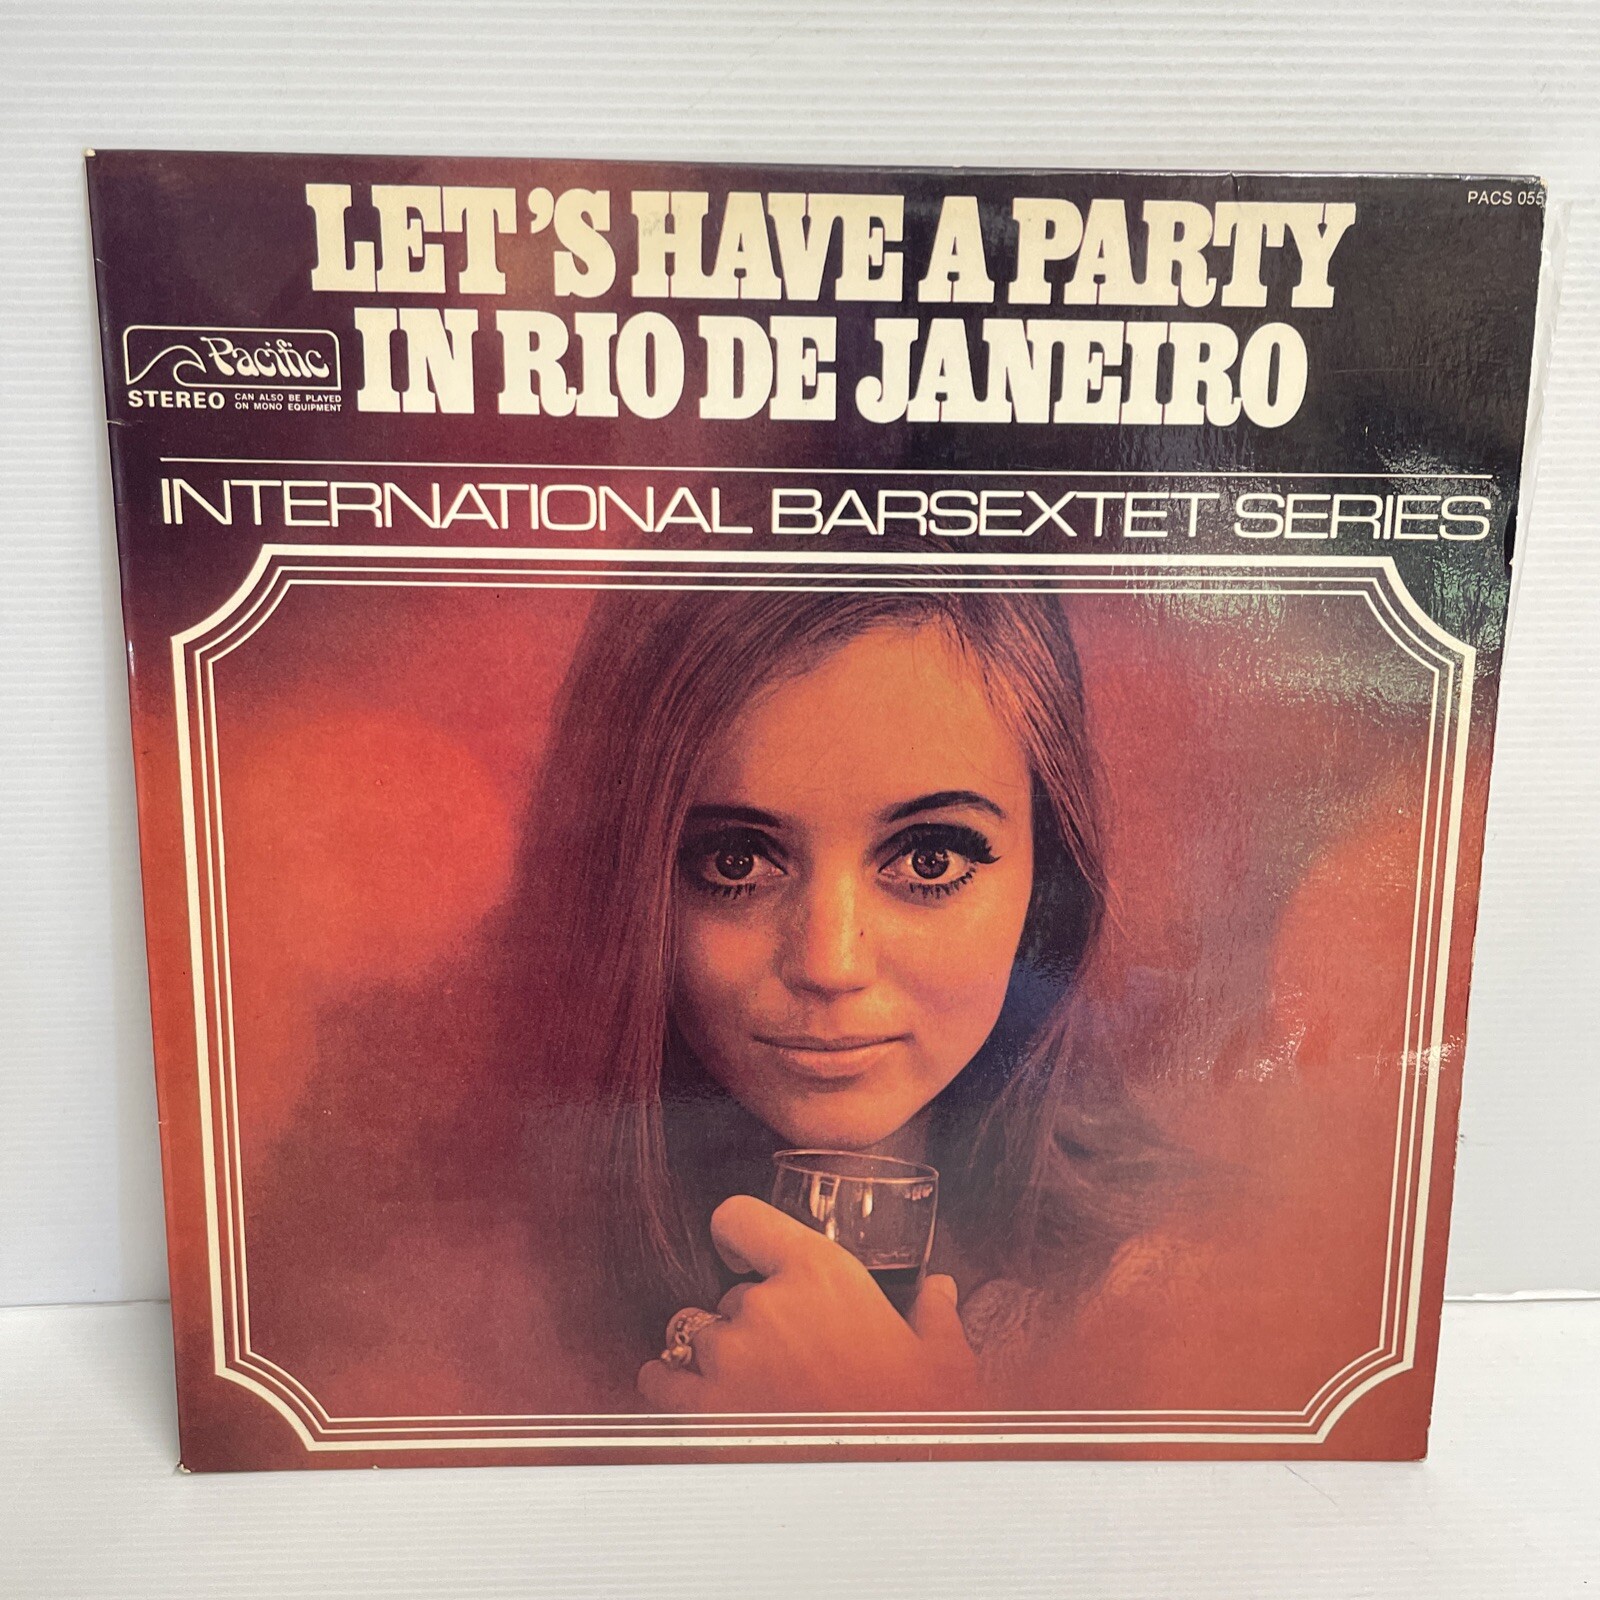 PACS 055
LET'S HAVE A PARTY
IN RIO DE JANEIRO
Pacific
STEREO
CAN ALSO BE PLAYED
ON MONO EQUIPMENT
INTERNATIONAL BARSEXTET SERIES